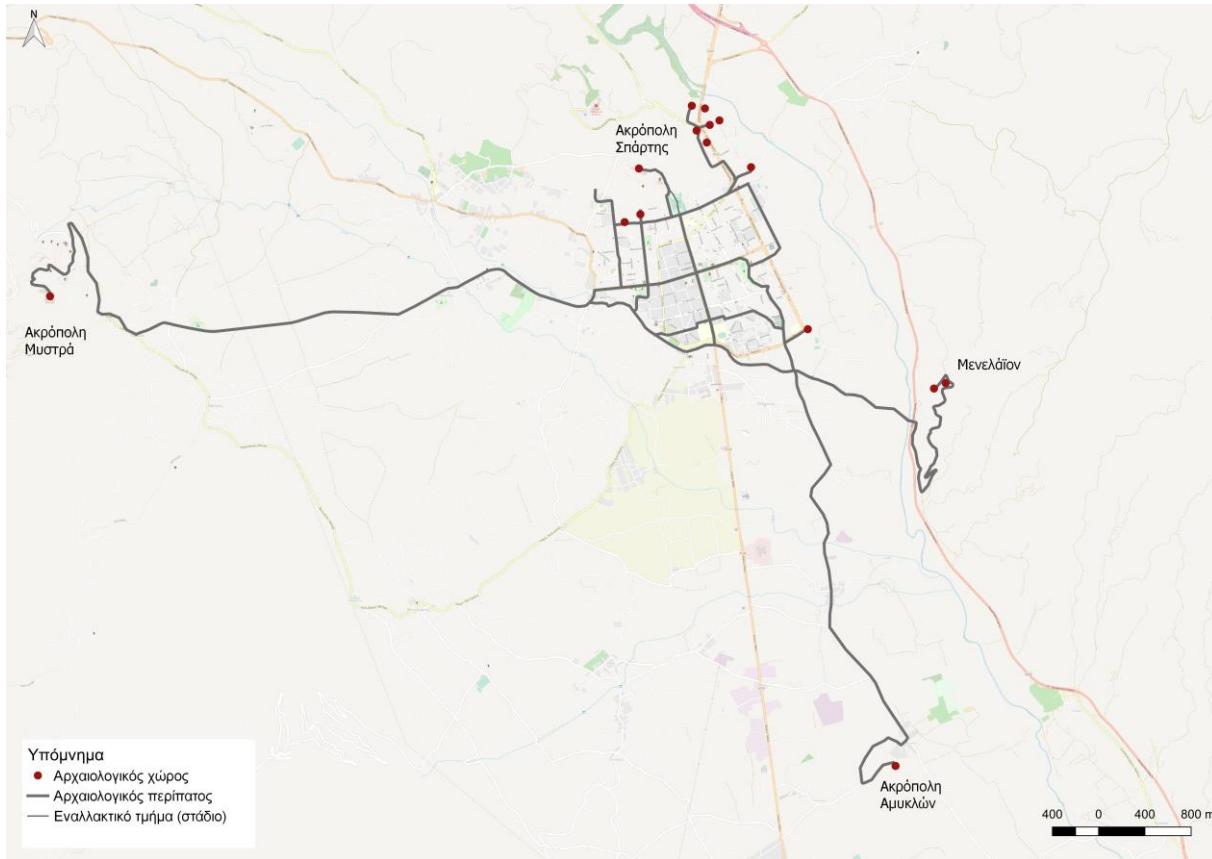 N
Ακρόπολη
Σπάρτης
Ακρόπολη
Μυστρά
Μενελάϊον
Ακρόπολη
Αμυκλών
Υπόμνημα
Αρχαιολογικός χώρος
Αρχαιολογικός περίπατος
Εναλλακτικό τμήμα (στάδιο)
400 0 400 800 m